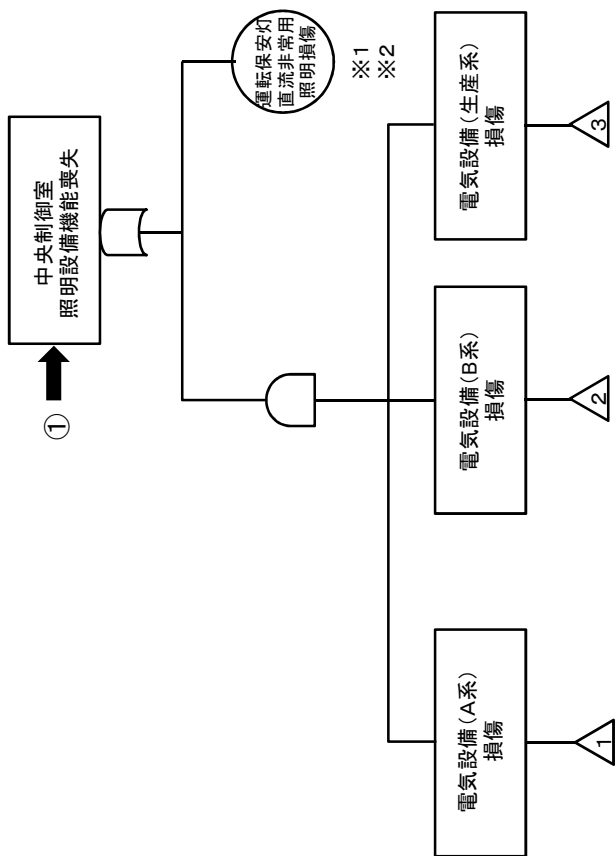 ①
中央制御室
照明設備機能喪失
運転保安灯
直流非常用
照明損傷
※1
※2
電気設備(A系)
損傷
電気設備(B系)
損傷
電気設備(生産系)
損傷
1
2
3